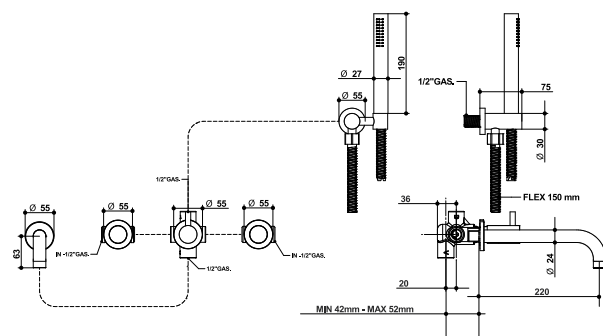 190
Ø 27
Ø 55
1/2"GAS.
75
Ø 30
1/2"GAS.
FLEX 150 mm
36
Ø 55
Ø 55
Ø 55
Ø 55
63
IN -1/2"GAS.
IN -1/2"GAS.
1/2"GAS.
A
Ø 24
20
220
MIN 42mm - MAX 52mm